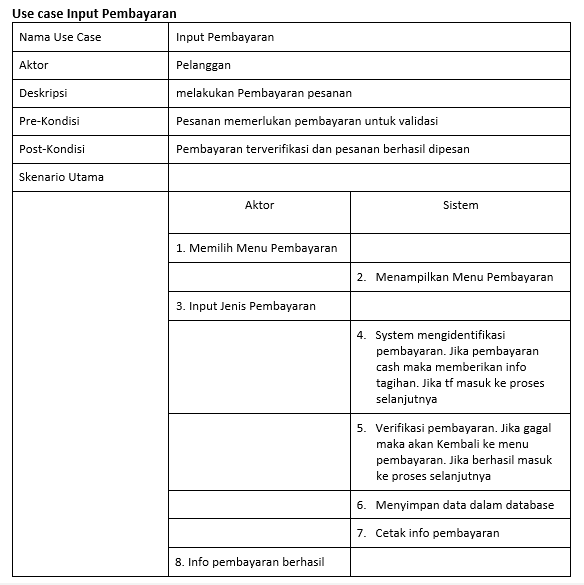 Use case Input Pembayaran
Nama Use Case
Input Pembayaran
Aktor
Pelanggan
Deskripsi
melakukan Pembayaran pesanan
Pre-Kondisi
Pesanan memerlukan pembayaran untuk validasi
Post-Kondisi
Pembayaran terverifikasi dan pesanan berhasil dipesan
Skenario Utama
Aktor
Sistem
1. Memilih Menu Pembayaran
2. Menampilkan Menu Pembayaran
3. Input Jenis Pembayaran
4. System mengidentifikasi
pembayaran. Jika pembayaran
cash maka memberikan info
tagihan. Jika tf masuk ke proses
selanjutnya
5. Verifikasi pembayaran. Jika gagal
maka akan Kembali ke menu
pembayaran. Jika berhasil masuk
ke proses selanjutnya
6. Menyimpan data dalam database
7. Cetak info pembayaran
8. Info pembayaran berhasil